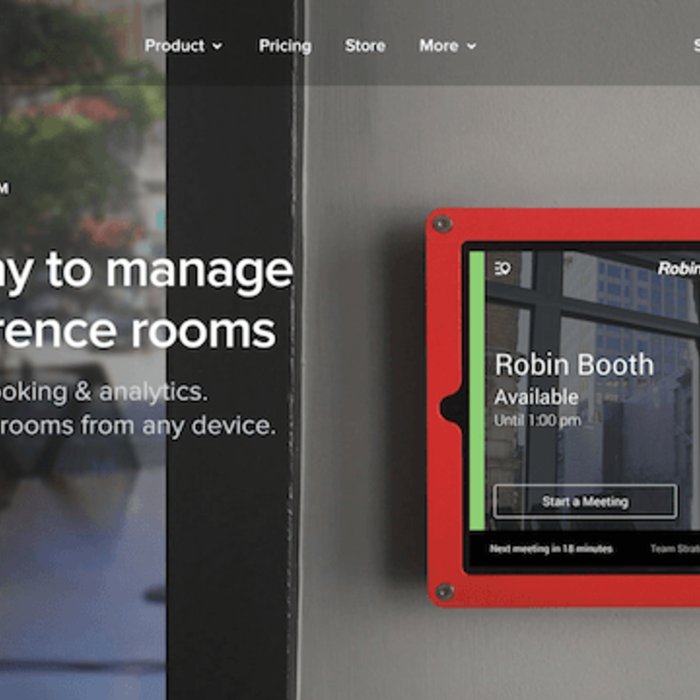 Product Pricing Store More S
M
ay to manage
rence rooms
ooking & analytics.
rooms from any device.
Robin
Robin Booth
Available
Until 1:00 pm
Start a Meeting
Next meeting in 18 minutes Team Strat